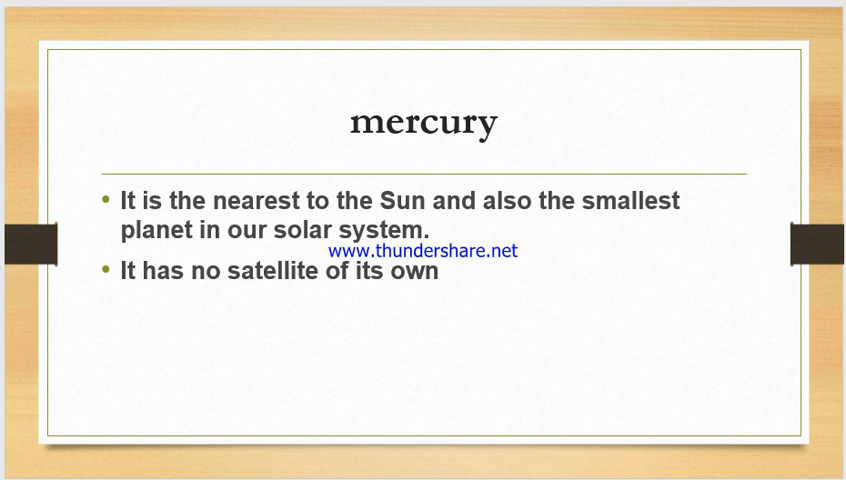 mercury
• It is the nearest to the Sun and also the smallest
planet in our solar system.
www.thundershare.net
• It has no satellite of its own